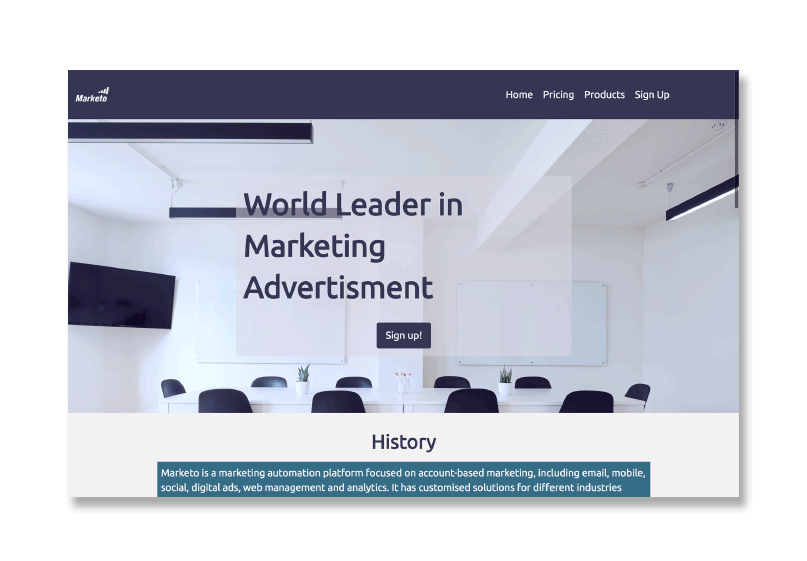 Marketo
Home Pricing Products Sign Up
World Leader in
Marketing
Advertisment
Sign up!
History
Marketo is a marketing automation platform focused on account-based marketing, including email, mobile,
social, digital ads, web management and analytics. It has customised solutions for different industries